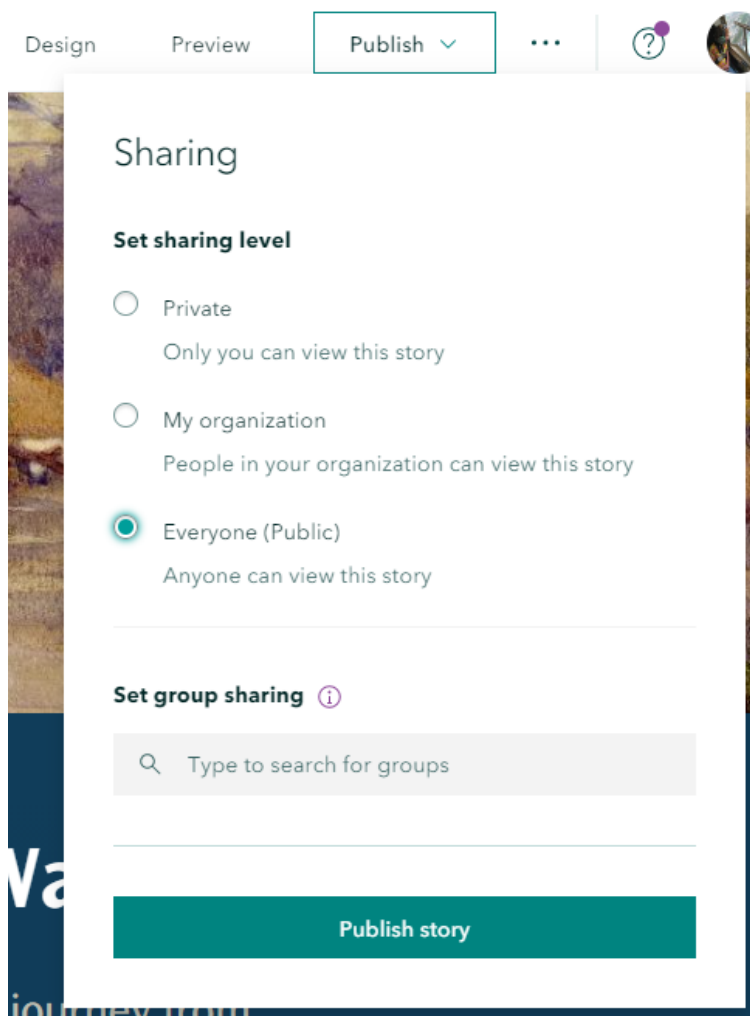 Design Preview Publish
Sharing
Set sharing level
Private
Only you can view this story
My organization
People in your organization can view this story
Everyone (Public)
Anyone can view this story
Set group sharing
Type to search for groups
Publish story
journey from